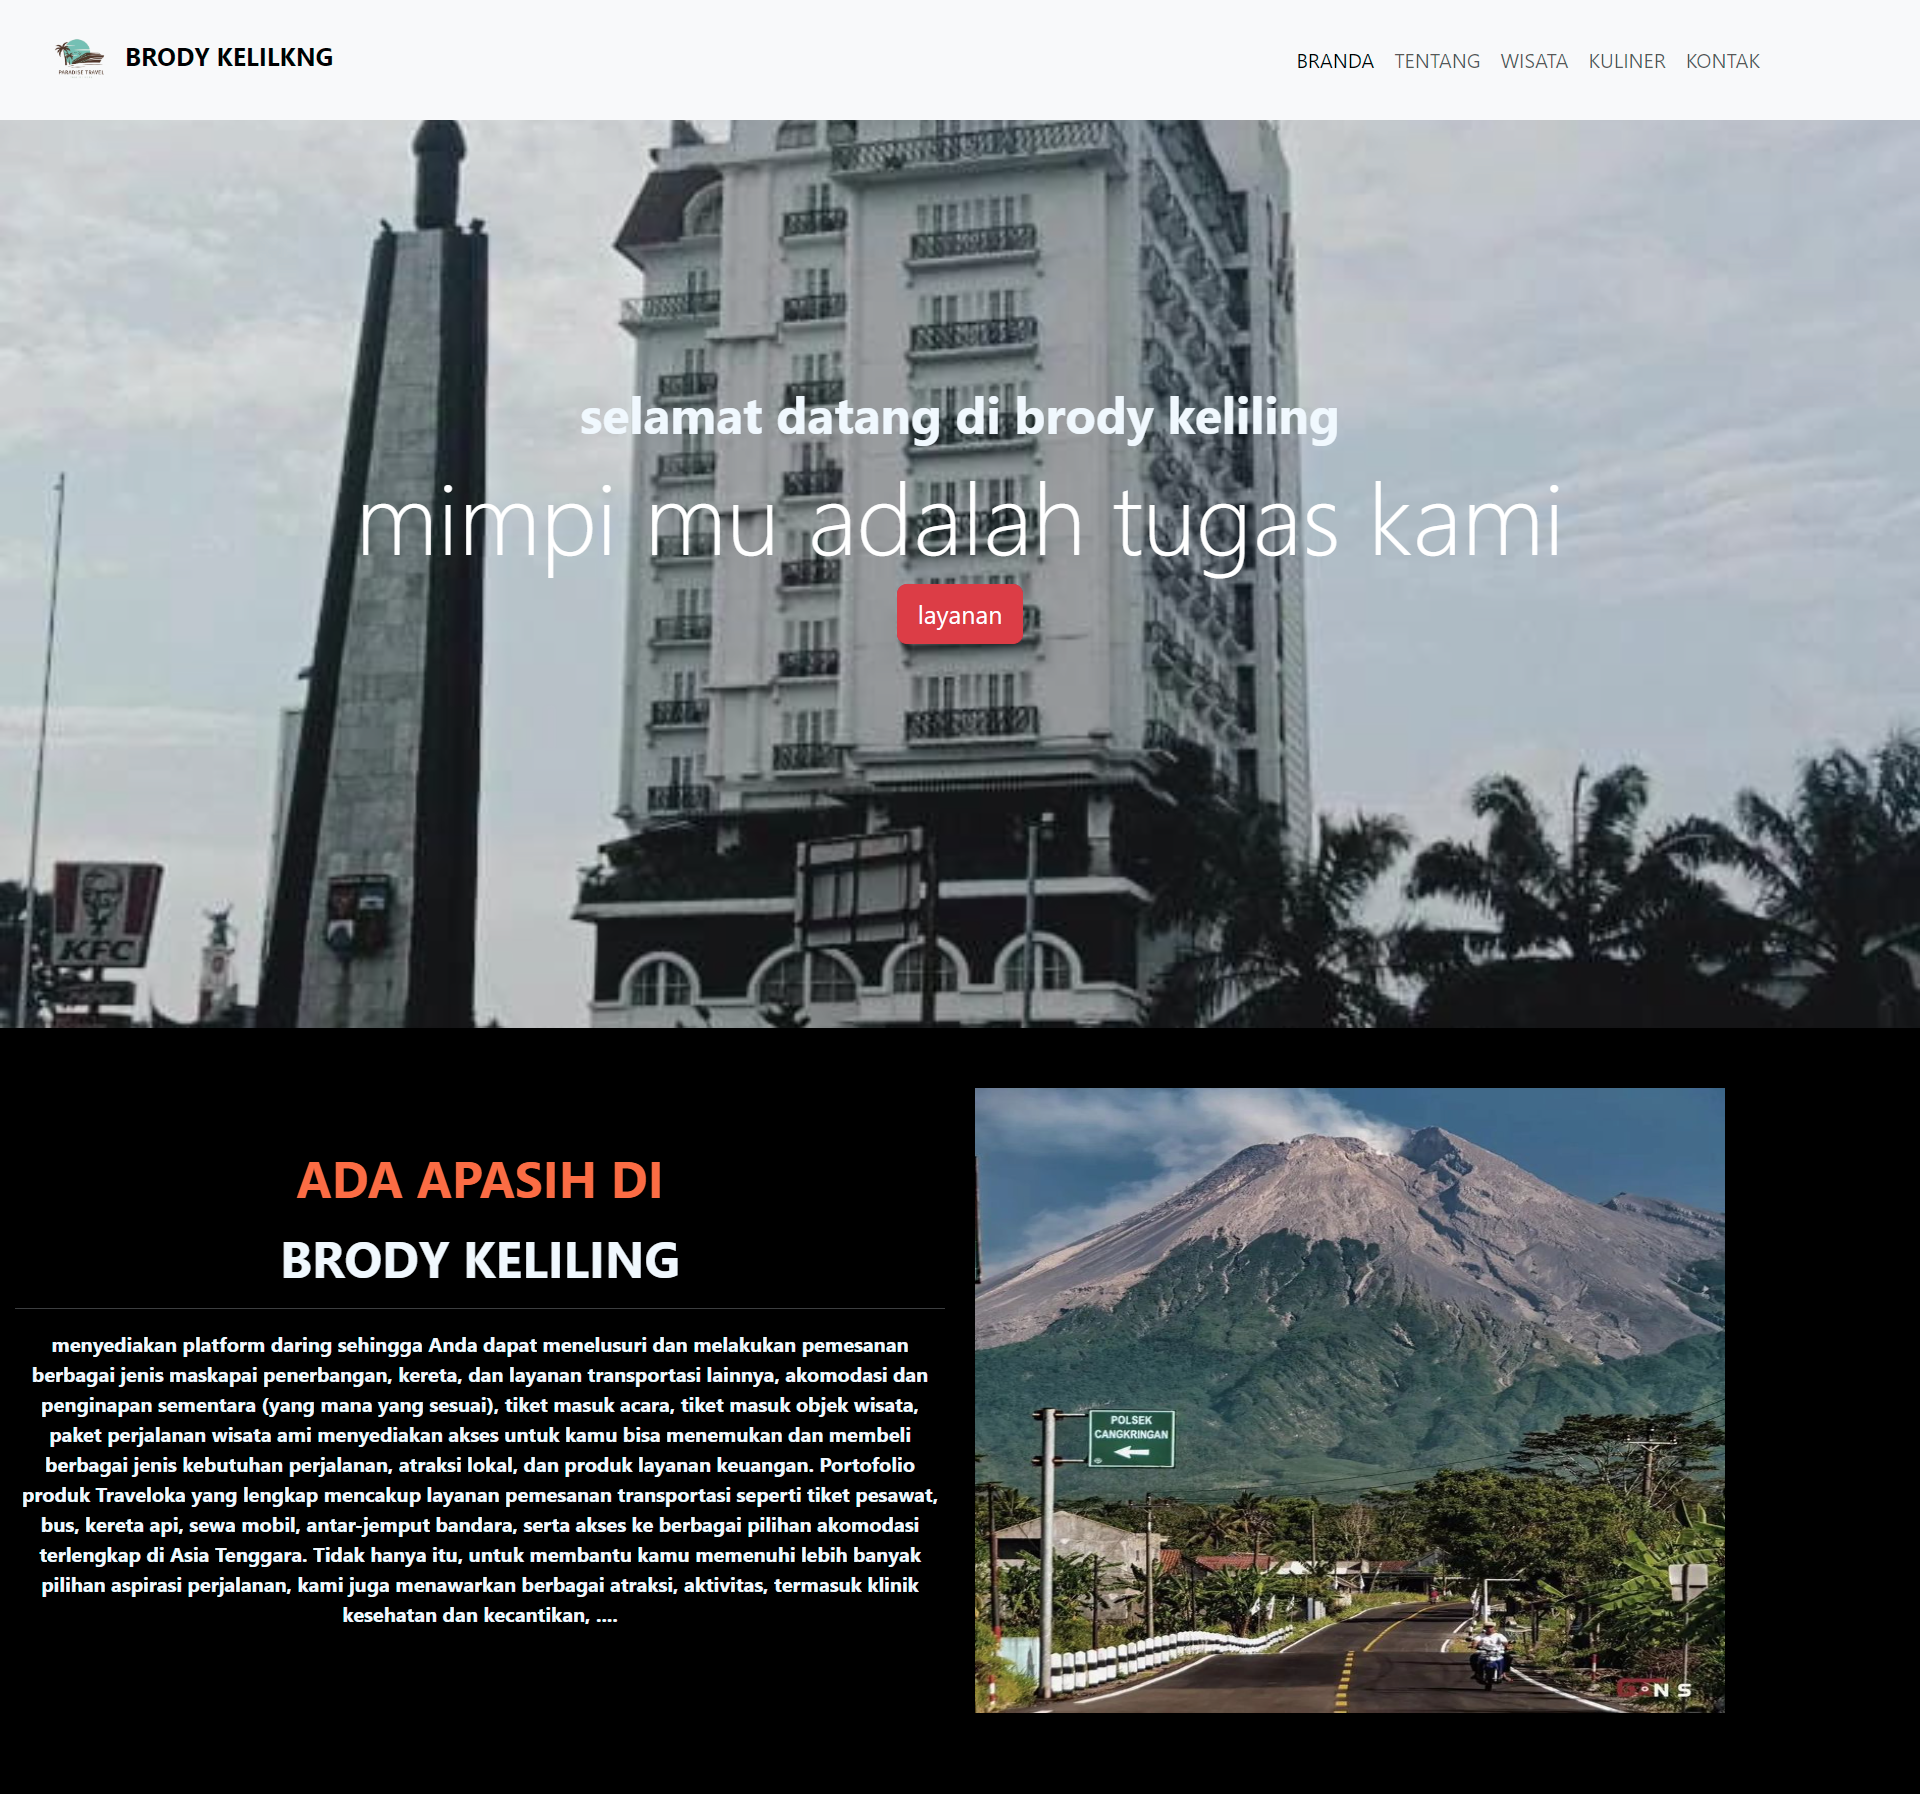 PARADISE TRAVEL
BRODY KELILKNG
BRANDA TENTANG WISATA KULINER KONTAK
selamat datang di brody keliling
mimpi mu adalah tugas kami
layanan
KFC
ADA APASIH DI
BRODY KELILING
menyediakan platform daring sehingga Anda dapat menelusuri dan melakukan pemesanan
berbagai jenis maskapai penerbangan, kereta, dan layanan transportasi lainnya, akomodasi dan
penginapan sementara (yang mana yang sesuai), tiket masuk acara, tiket masuk objek wisata,
paket perjalanan wisata ami menyediakan akses untuk kamu bisa menemukan dan membeli
berbagai jenis kebutuhan perjalanan, atraksi lokal, dan produk layanan keuangan. Portofolio
produk Traveloka yang lengkap mencakup layanan pemesanan transportasi seperti tiket pesawat,
bus, kereta api, sewa mobil, antar-jemput bandara, serta akses ke berbagai pilihan akomodasi
terlengkap di Asia Tenggara. Tidak hanya itu, untuk membantu kamu memenuhi lebih banyak
pilihan aspirasi perjalanan, kami juga menawarkan berbagai atraksi, aktivitas, termasuk klinik
kesehatan dan kecantikan, ....
POLSEK
CANGKRINGAN